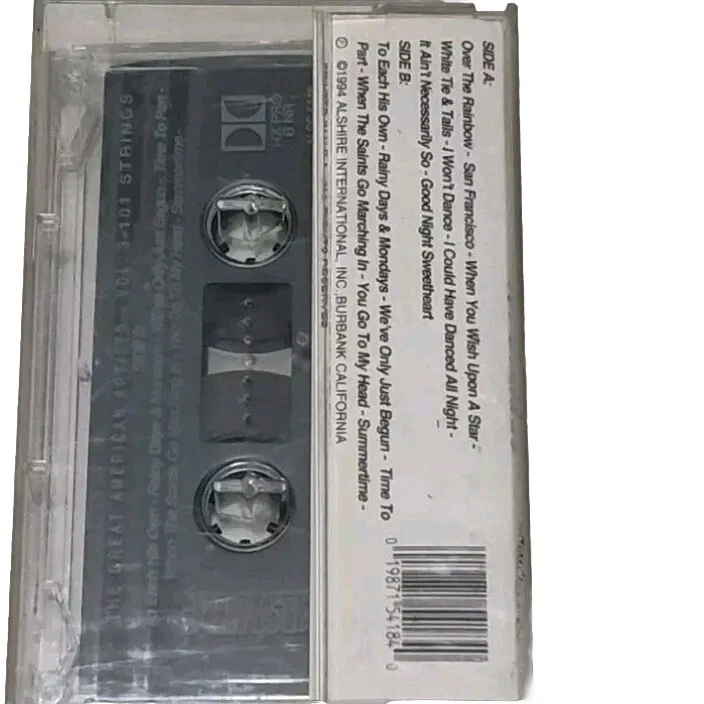 SIDE A:
Over The Rainbow - San Francisco - When You Wish Upon A Star -
White Tie & Tails - I Won't Dance - I Could Have Danced All Night -
It Ain't Necessarily So - Good Night Sweetheart
SIDE B:
To Each His Own - Rainy Days & Mondays - We've Only Just Begun - Time To
Part - When The Saints Go Marching In - You Go To My Head - Summertime -
℗ ©1994 ALSHIRE INTERNATIONAL, INC., BURBANK CALIFORNIA
0 19871 54184 0
B NR
HX PRO
THE GREAT AMERICAN ARTISTS VOL. 3-101 STRINGS